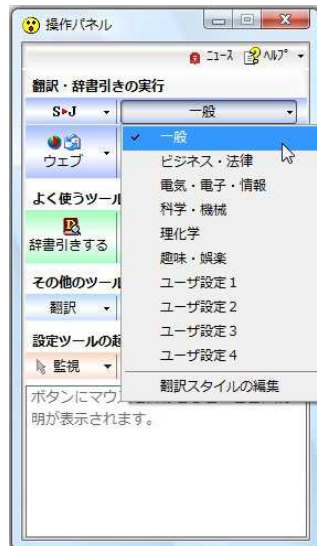 操作パネル
ニュース ヘルプ
翻訳・辞書引きの実行
S▸J 一般
✓ 一般
ウェブ
ビジネス・法律
電気・電子・情報
よく使うツー
科学・機械
理化学
辞書引きする
趣味・娯楽
その他のツー
ユーザ設定1
翻訳
ユーザ設定2
設定ツールの起
ユーザ設定3
監視
ユーザ設定4
翻訳スタイルの編集
ボタンにマウ
明が表示されます。